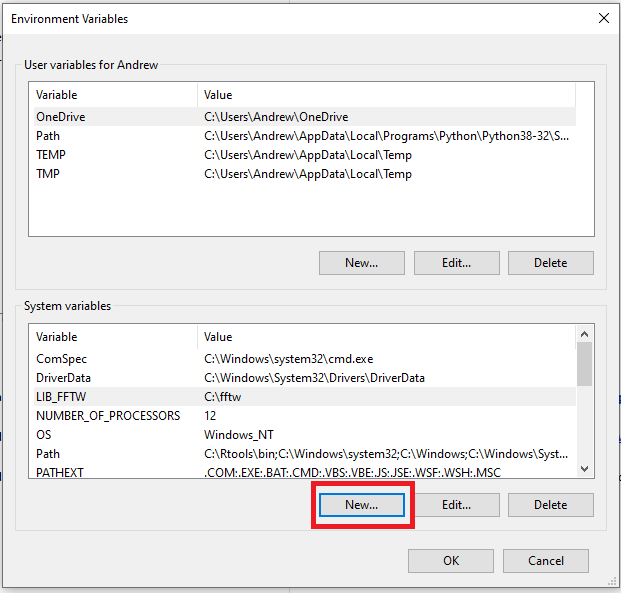 Environment Variables
User variables for Andrew
Variable Value
OneDrive C:\Users\Andrew\OneDrive
Path C:\Users\Andrew\AppData\Local\Programs\Python\Python38-32\S...
TEMP C:\Users\Andrew\AppData\Local\Temp
TMP C:\Users\Andrew\AppData\Local\Temp
New... Edit... Delete
System variables
Variable Value
ComSpec C:\Windows\system32\cmd.exe
DriverData C:\Windows\System32\Drivers\DriverData
LIB_FFTW C:\fftw
NUMBER_OF_PROCESSORS 12
OS Windows_NT
Path C:\Rtools\bin;C:\Windows\system32;C:\Windows;C:\Windows\Syst...
PATHEXT .COM;.EXE;.BAT;.CMD;.VBS;.VBE;.JS;.JSE;.WSF;.WSH;.MSC
New... Edit... Delete
OK Cancel